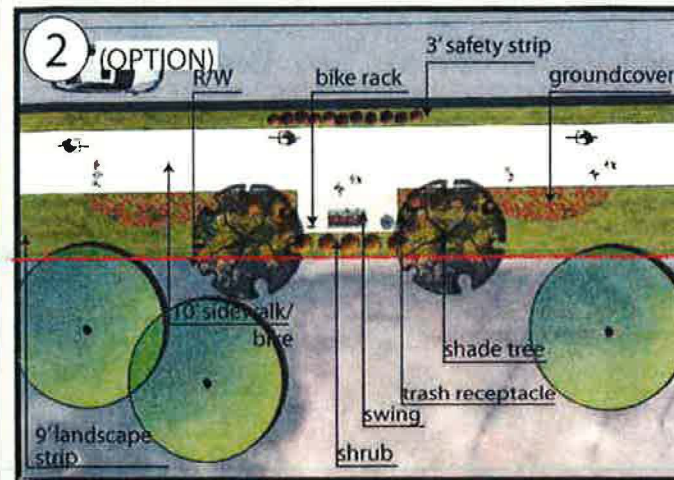 2 (OPTION)
3' safety strip
R/W
bike rack
groundcover
10' sidewalk/
bike
shade tree
trash receptacle
swing
9' landscape
strip
shrub